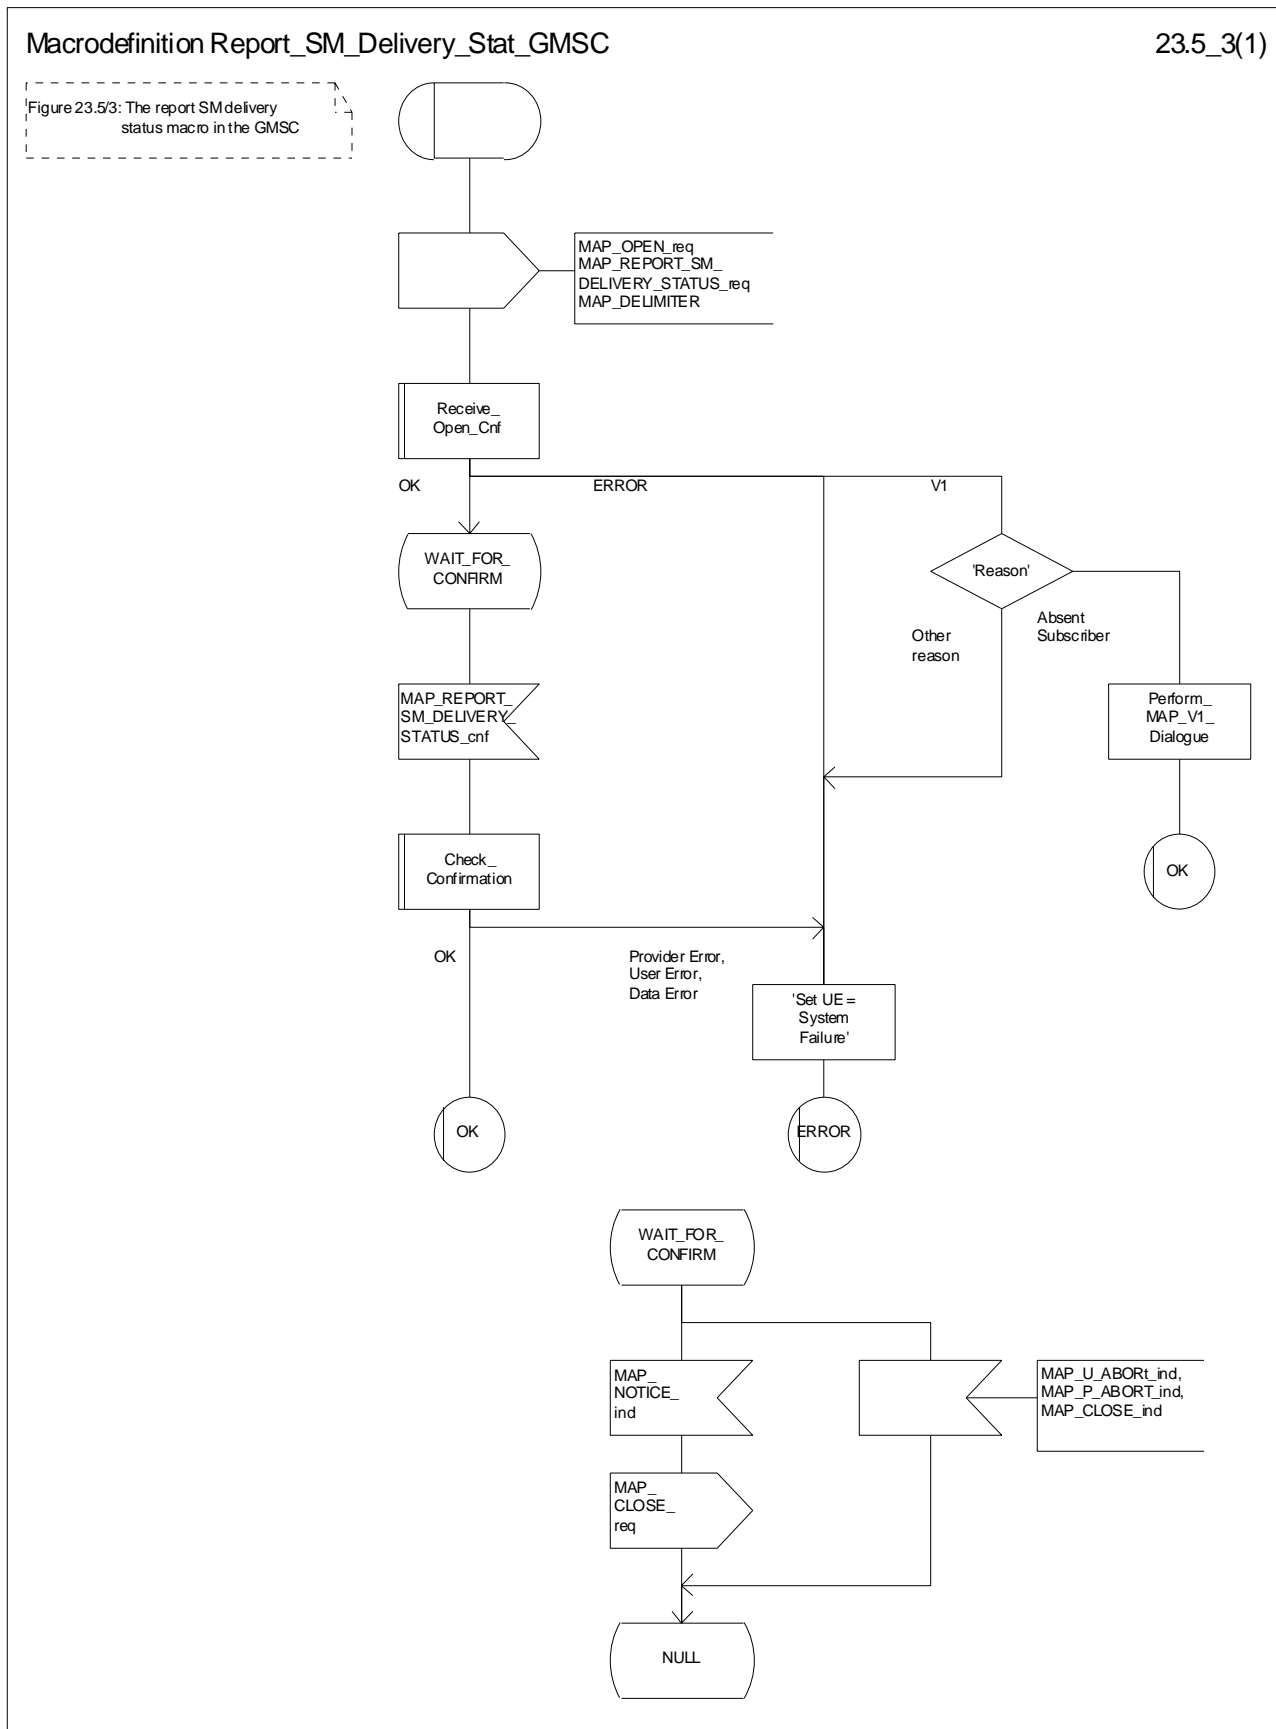 Macrodefinition Report_SM_Delivery_Stat_GMSC
23.5_3(1)
Figure 23.5/3: The report SM delivery
status macro in the GMSC
MAP_OPEN_req
MAP_REPORT_SM_
DELIVERY_STATUS_req
MAP_DELIMITER
Receive_
Open_Cnf
OK
ERROR
V1
WAIT_FOR_
CONFIRM
'Reason'
Other
reason
Absent
Subscriber
MAP_REPORT_
SM_DELIVERY_
STATUS_cnf
Perform_
MAP_V1_
Dialogue
Check_
Confirmation
OK
OK
Provider Error,
User Error,
Data Error
'Set UE =
System
Failure'
OK
ERROR
WAIT_FOR_
CONFIRM
MAP_
NOTICE_
ind
MAP_U_ABORt_ind,
MAP_P_ABORT_ind,
MAP_CLOSE_ind
MAP_
CLOSE_
req
NULL